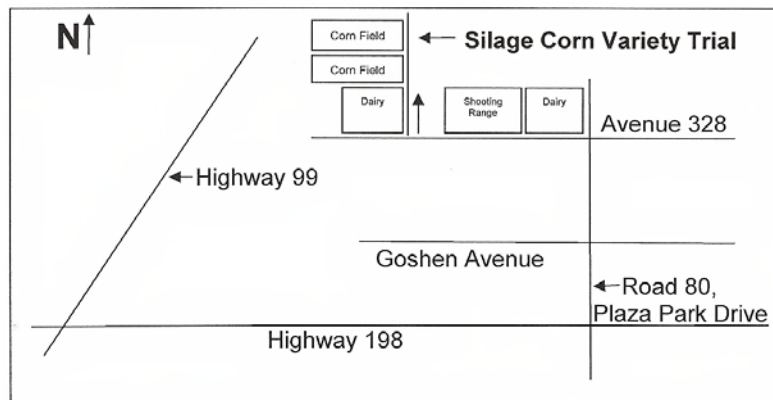 N
Corn Field
Silage Corn Variety Trial
Corn Field
Dairy
Shooting
Range
Dairy
Avenue 328
Highway 99
Goshen Avenue
Road 80,
Plaza Park Drive
Highway 198